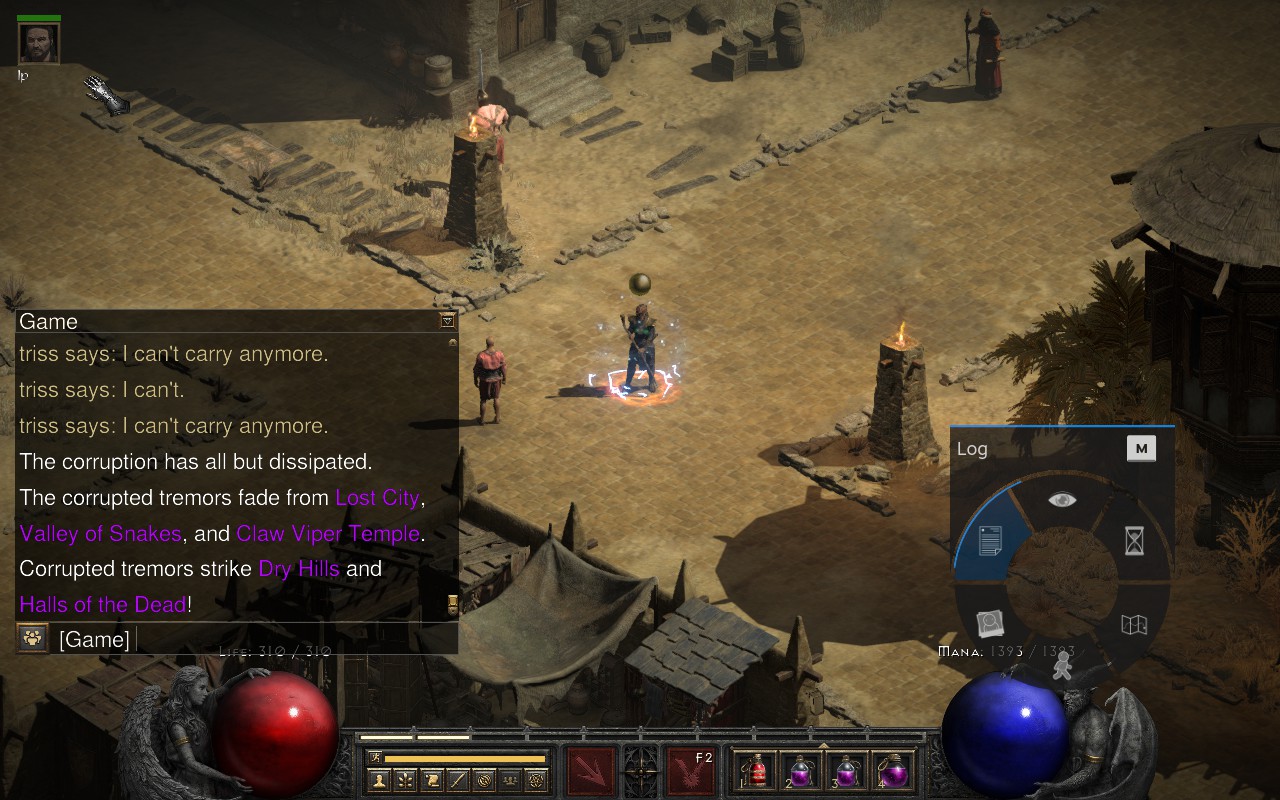 lp
Game
triss says: I can't carry anymore.
triss says: I can't.
triss says: I can't carry anymore.
The corruption has all but dissipated.
The corrupted tremors fade from Lost City,
Valley of Snakes, and Claw Viper Temple.
Corrupted tremors strike Dry Hills and
Halls of the Dead!
[Game]
Log
M
Life: 310 / 310
Mana: 1393 / 1393
F2
1
2
3
4